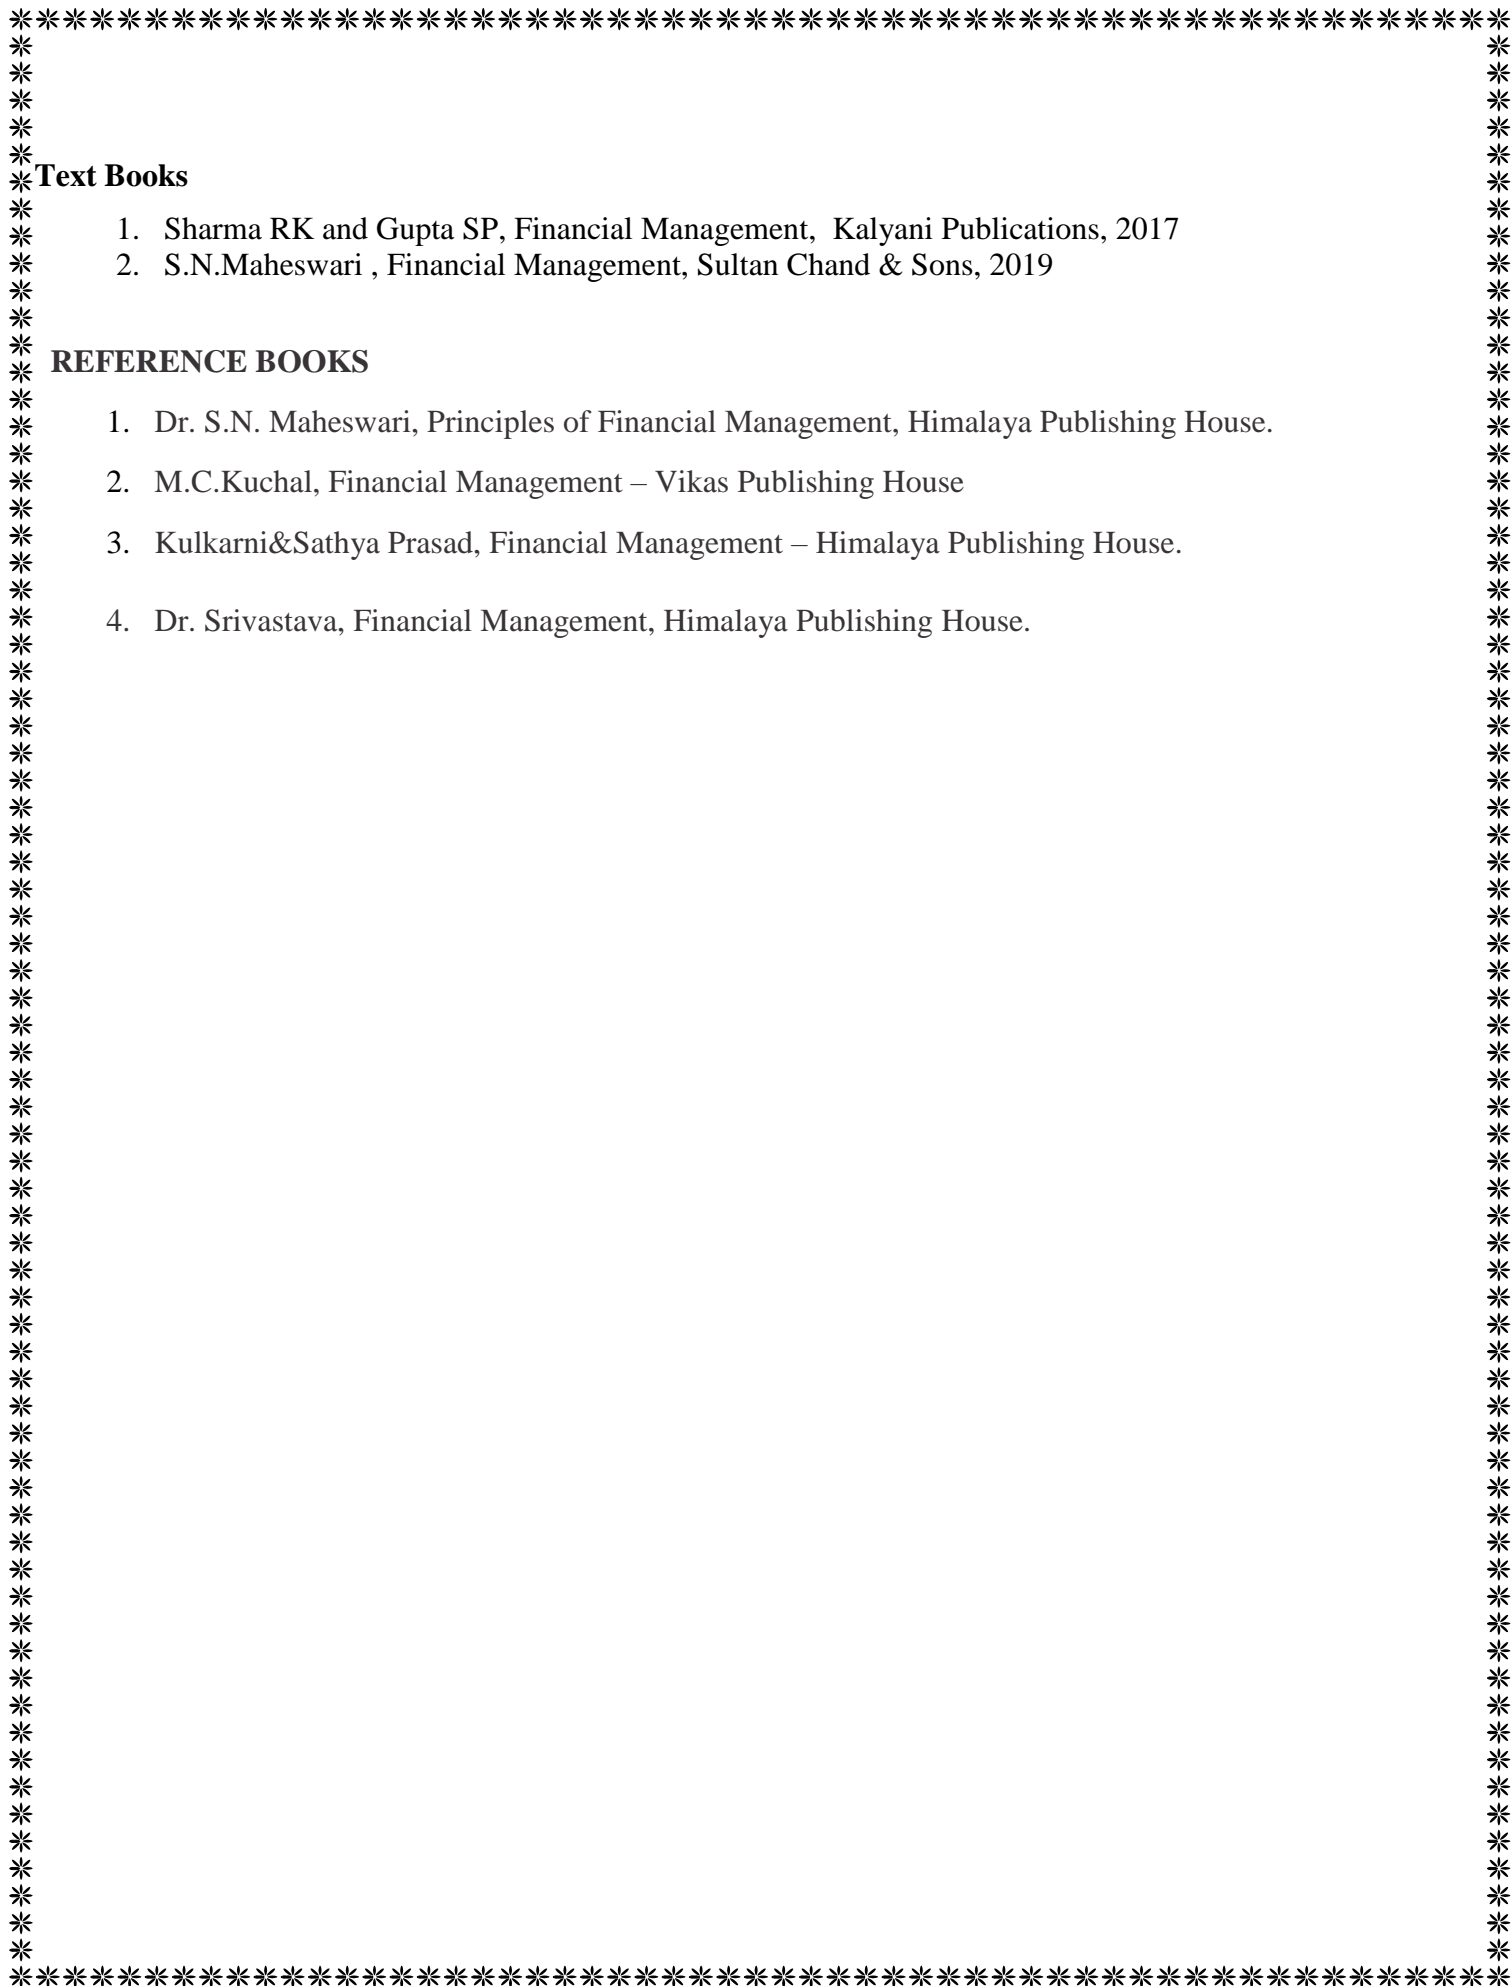 Text Books
1. Sharma RK and Gupta SP, Financial Management, Kalyani Publications, 2017
2. S.N.Maheswari , Financial Management, Sultan Chand & Sons, 2019
REFERENCE BOOKS
1. Dr. S.N. Maheswari, Principles of Financial Management, Himalaya Publishing House.
2. M.C.Kuchal, Financial Management – Vikas Publishing House
3. Kulkarni&Sathya Prasad, Financial Management – Himalaya Publishing House.
4. Dr. Srivastava, Financial Management, Himalaya Publishing House.